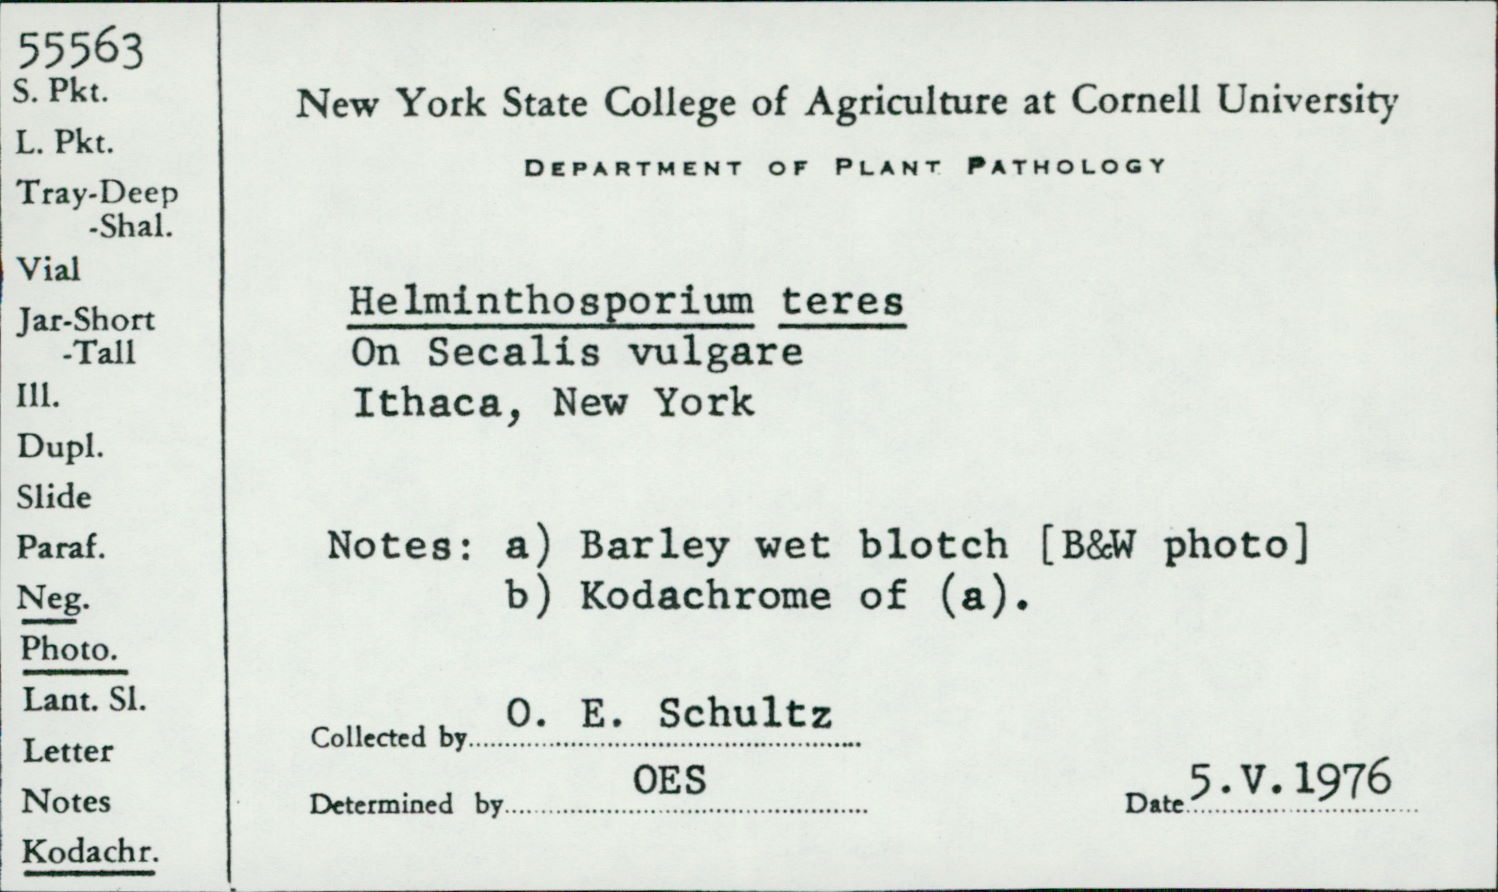 55563
S. Pkt.
L. Pkt.
Tray-Deep
-Shal.
Vial
Jar-Short
-Tall
Ill.
Dupl.
Slide
Paraf.
Neg.
Photo.
Lant. Sl.
Letter
Notes
Kodachr.
New York State College of Agriculture at Cornell University
DEPARTMENT OF PLANT PATHOLOGY
Helminthosporium teres
On Secalis vulgare
Ithaca, New York
Notes: a) Barley wet blotch [B&W photo]
b) Kodachrome of (a).
Collected by O. E. Schultz
Determined by OES
Date 5.V.1976